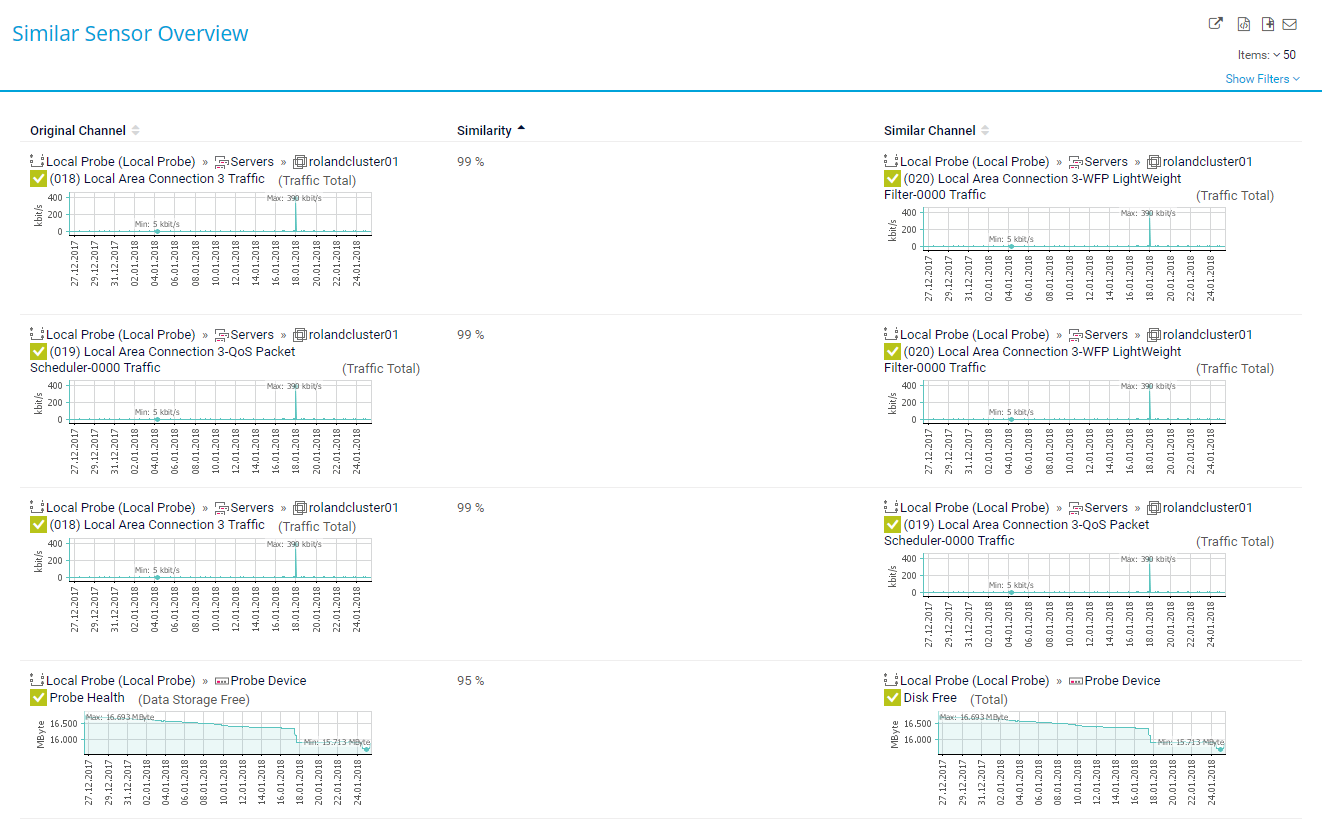 Similar Sensor Overview
Items: 50
Show Filters
Original Channel Similarity Similar Channel
Local Probe (Local Probe) » Servers » rolandcluster01 99 % Local Probe (Local Probe) » Servers » rolandcluster01
(018) Local Area Connection 3 Traffic (Traffic Total) (020) Local Area Connection 3-WFP LightWeight
Filter-0000 Traffic (Traffic Total)
kbit/s 400 200 0 Max: 390 kbit/s Min: 5 kbit/s
27.12.2017 29.12.2017 31.12.2017 02.01.2018 04.01.2018 06.01.2018 08.01.2018 10.01.2018 12.01.2018 14.01.2018 16.01.2018 18.01.2018 20.01.2018 22.01.2018 24.01.2018
kbit/s 400 200 0 Max: 390 kbit/s Min: 5 kbit/s
27.12.2017 29.12.2017 31.12.2017 02.01.2018 04.01.2018 06.01.2018 08.01.2018 10.01.2018 12.01.2018 14.01.2018 16.01.2018 18.01.2018 20.01.2018 22.01.2018 24.01.2018
Local Probe (Local Probe) » Servers » rolandcluster01 99 % Local Probe (Local Probe) » Servers » rolandcluster01
(019) Local Area Connection 3-QoS Packet (020) Local Area Connection 3-WFP LightWeight
Scheduler-0000 Traffic (Traffic Total) Filter-0000 Traffic (Traffic Total)
kbit/s 400 200 0 Max: 390 kbit/s Min: 5 kbit/s
27.12.2017 29.12.2017 31.12.2017 02.01.2018 04.01.2018 06.01.2018 08.01.2018 10.01.2018 12.01.2018 14.01.2018 16.01.2018 18.01.2018 20.01.2018 22.01.2018 24.01.2018
kbit/s 400 200 0 Max: 390 kbit/s Min: 5 kbit/s
27.12.2017 29.12.2017 31.12.2017 02.01.2018 04.01.2018 06.01.2018 08.01.2018 10.01.2018 12.01.2018 14.01.2018 16.01.2018 18.01.2018 20.01.2018 22.01.2018 24.01.2018
Local Probe (Local Probe) » Servers » rolandcluster01 99 % Local Probe (Local Probe) » Servers » rolandcluster01
(018) Local Area Connection 3 Traffic (Traffic Total) (019) Local Area Connection 3-QoS Packet
Scheduler-0000 Traffic (Traffic Total)
kbit/s 400 200 0 Max: 390 kbit/s Min: 5 kbit/s
27.12.2017 29.12.2017 31.12.2017 02.01.2018 04.01.2018 06.01.2018 08.01.2018 10.01.2018 12.01.2018 14.01.2018 16.01.2018 18.01.2018 20.01.2018 22.01.2018 24.01.2018
kbit/s 400 200 0 Max: 390 kbit/s Min: 5 kbit/s
27.12.2017 29.12.2017 31.12.2017 02.01.2018 04.01.2018 06.01.2018 08.01.2018 10.01.2018 12.01.2018 14.01.2018 16.01.2018 18.01.2018 20.01.2018 22.01.2018 24.01.2018
Local Probe (Local Probe) » Probe Device 95 % Local Probe (Local Probe) » Probe Device
Probe Health (Data Storage Free) Disk Free (Total)
MByte 16.500 16.000 Max: 16.693 MByte Min: 15.713 MByte
27.12.2017 29.12.2017 31.12.2017 02.01.2018 04.01.2018 06.01.2018 08.01.2018 10.01.2018 12.01.2018 14.01.2018 16.01.2018 18.01.2018 20.01.2018 22.01.2018 24.01.2018
MByte 16.500 16.000 Max: 16.693 MByte Min: 15.713 MByte
27.12.2017 29.12.2017 31.12.2017 02.01.2018 04.01.2018 06.01.2018 08.01.2018 10.01.2018 12.01.2018 14.01.2018 16.01.2018 18.01.2018 20.01.2018 22.01.2018 24.01.2018